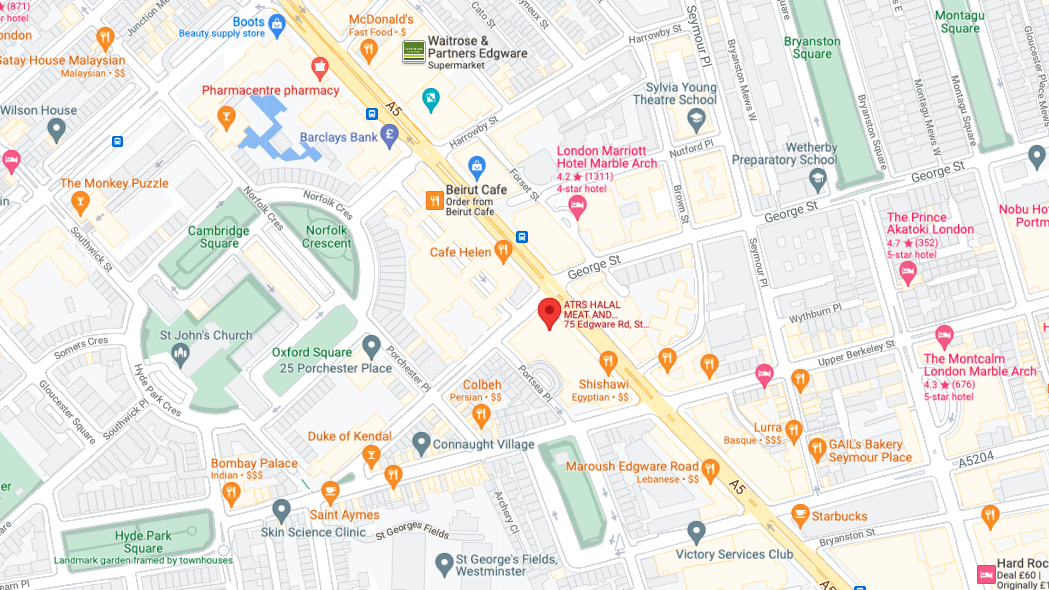 (871)
r hotel
Boots
Beauty supply store
Junction Mews
McDonald's
Fast Food · $
Cato St
Waitrose &
Partners Edgware
Supermarket
Harrowby St
Seymour Pl
Bryanston Mews W
Bryanston
Square
Montagu
Square
Gloucester Place Mews
ondon
Satay House Malaysian
Malaysian · $$
Pharmacentre pharmacy
A5
Wilson House
Barclays Bank
Harrowby St
Sylvia Young
Theatre School
Bryanston Square
Montagu Mews W
Montagu Square
Nutford Pl
Wetherby
Preparatory School
London Marriott
Hotel Marble Arch
4.2 ★ (1311)
4-star hotel
George St
The Monkey Puzzle
Norfolk Cres
Norfolk Cres
Forset St
Brown St
Beirut Cafe
Order from
Beirut Cafe
George St
Cambridge
Square
Norfolk
Crescent
Southwick St
Cafe Helen
George St
Seymour Pl
The Prince
Akatoki London
4.7 ★ (352)
5-star hotel
Nobu Ho
Portm
ATRS HALAL
MEAT AND...
75 Edgware Rd, St...
Wythburn Pl
St John's Church
Somers Cres
Oxford Square
25 Porchester Place
Porchester Pl
Upper Berkeley St
The Montcalm
London Marble Arch
4.3 ★ (676)
5-star hotel
Hyde Park Cres
Gloucester Square
Southwick Pl
Colbeh
Persian · $$
Portsea Pl
Shishawi
Egyptian · $$
Lurra
Basque · $$$
GAIL's Bakery
Seymour Place
Duke of Kendal
Connaught Village
Bombay Palace
Indian · $$$
Maroush Edgware Road
Lebanese · $$
A5
A5204
Saint Aymes
Skin Science Clinic
St Georges Fields
Archery Cl
Starbucks
Hyde Park
Square
Landmark garden framed by townhouses
St George's Fields,
Westminster
Victory Services Club
Bryanston St
Hard Roc
Deal £60 |
Originally £1
earn Pl
A5